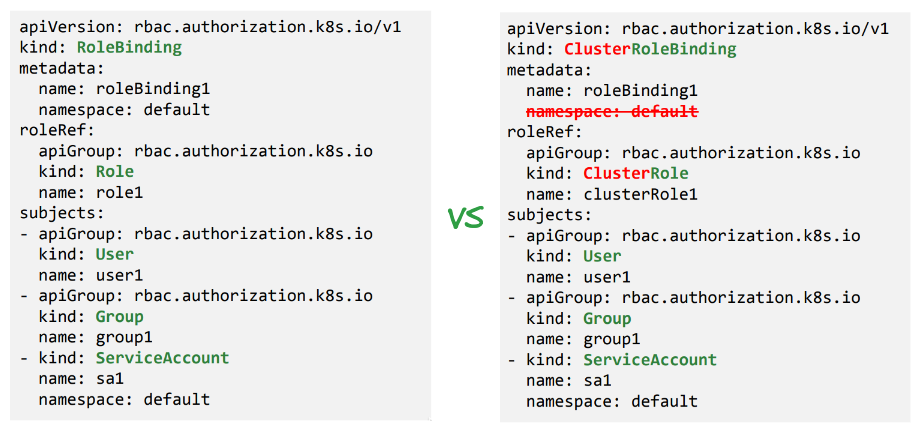 apiVersion: rbac.authorization.k8s.io/v1
kind: RoleBinding
metadata:
  name: roleBinding1
  namespace: default
roleRef:
  apiGroup: rbac.authorization.k8s.io
  kind: Role
  name: role1
subjects:
- apiGroup: rbac.authorization.k8s.io
  kind: User
  name: user1
- apiGroup: rbac.authorization.k8s.io
  kind: Group
  name: group1
- kind: ServiceAccount
  name: sa1
  namespace: default
VS
apiVersion: rbac.authorization.k8s.io/v1
kind: ClusterRoleBinding
metadata:
  name: roleBinding1
  namespace: default
roleRef:
  apiGroup: rbac.authorization.k8s.io
  kind: ClusterRole
  name: clusterRole1
subjects:
- apiGroup: rbac.authorization.k8s.io
  kind: User
  name: user1
- apiGroup: rbac.authorization.k8s.io
  kind: Group
  name: group1
- kind: ServiceAccount
  name: sa1
  namespace: default